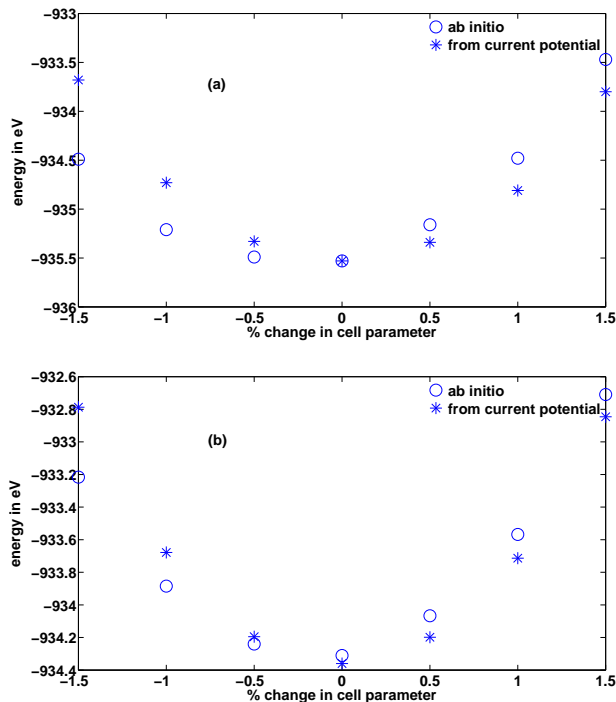 −933
ab initio
from current potential
−933.5
(a)
−934
energy in eV
−934.5
−935
−935.5
−936
−1.5 −1 −0.5 0 0.5 1 1.5
% change in cell parameter
−932.6
ab initio
from current potential
−932.8
−933
(b)
−933.2
energy in eV
−933.4
−933.6
−933.8
−934
−934.2
−934.4
−1.5 −1 −0.5 0 0.5 1 1.5
% change in cell parameter